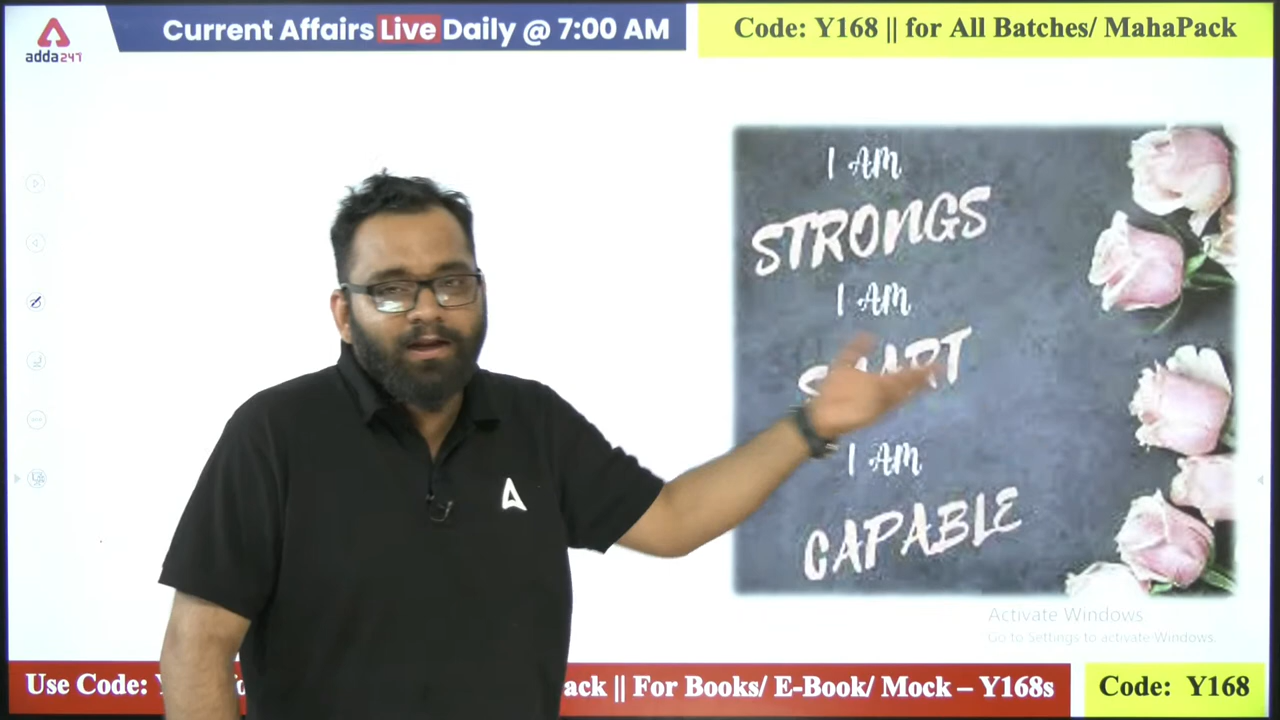 adda247
Current Affairs Live Daily @ 7:00 AM
Code: Y168 || for All Batches/ MahaPack
I AM
STRONGS
I AM
SMART
I AM
CAPABLE
Activate Windows
Go to Settings to activate Windows.
Use Code: ack || For Books/ E-Book/ Mock – Y168s
Code: Y168